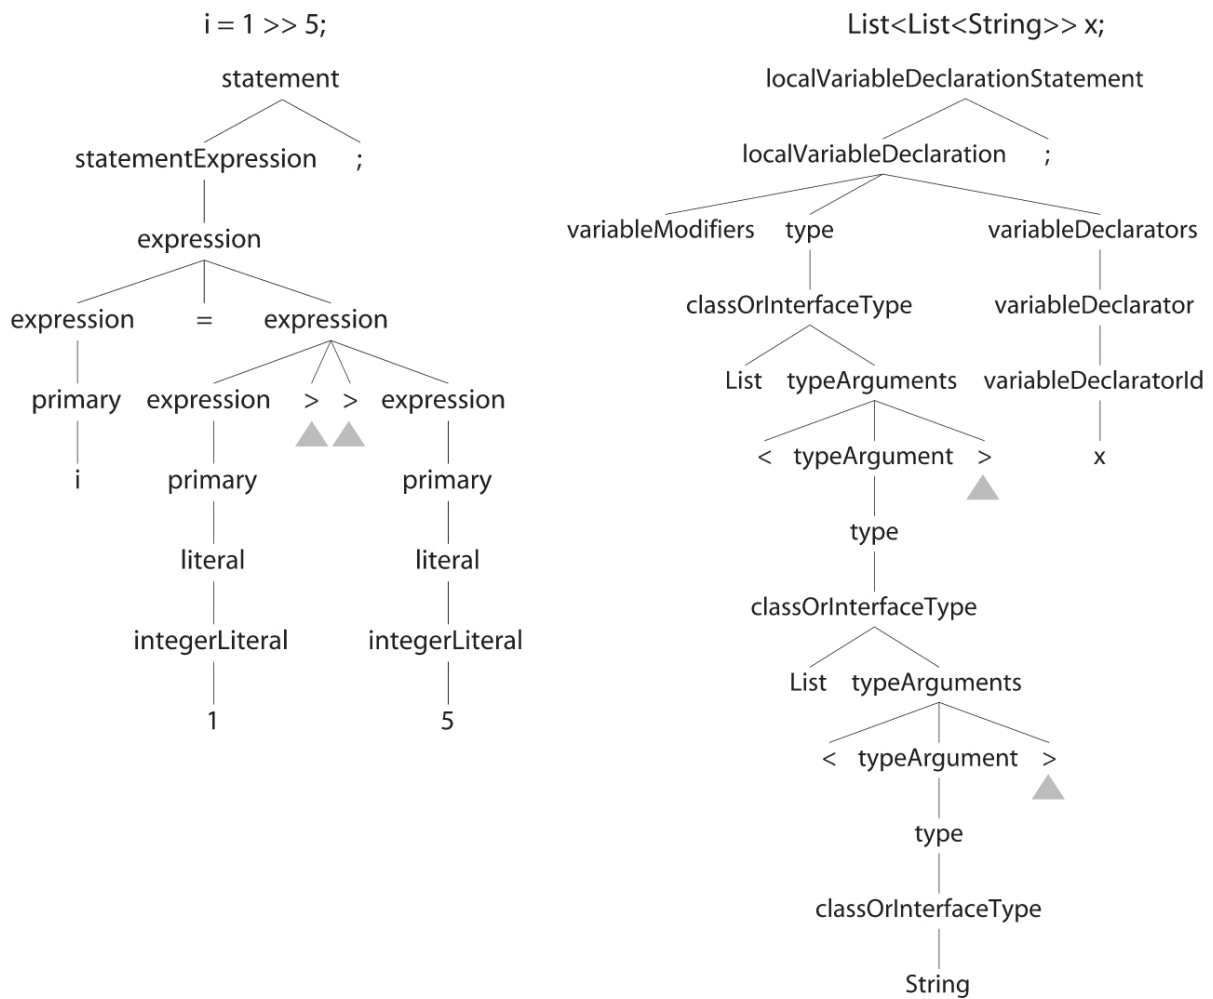 i = 1 >> 5;
List<List<String>> x;
statement
localVariableDeclarationStatement
statementExpression ;
localVariableDeclaration ;
expression
variableModifiers type variableDeclarators
expression = expression
classOrInterfaceType variableDeclarator
primary expression > > expression
List typeArguments variableDeclaratorId
i primary primary
< typeArgument > x
literal literal
type
integerLiteral integerLiteral
classOrInterfaceType
1 5
List typeArguments
< typeArgument >
type
classOrInterfaceType
String